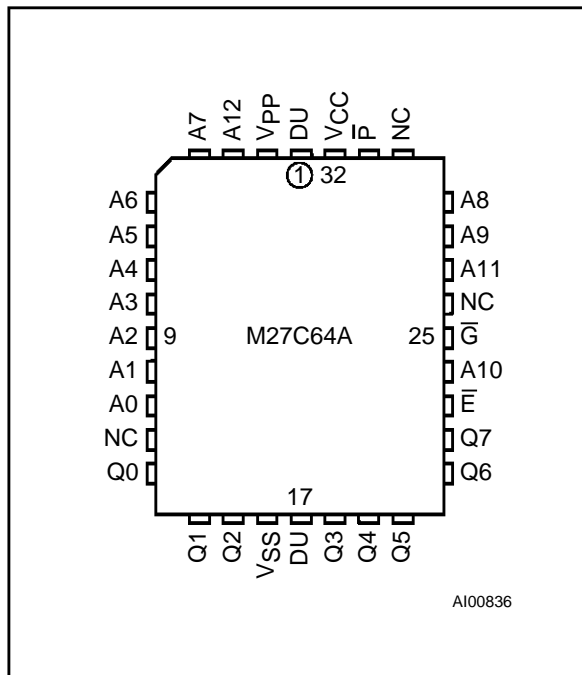 A7 A12 VPP DU VCC P̅ NC
1 32
A6 A8
A5 A9
A4 A11
A3 NC
A2 9 M27C64A 25 G̅
A1 A10
A0 E̅
NC Q7
Q0 Q6
17
Q1 Q2 VSS DU Q3 Q4 Q5
AI00836